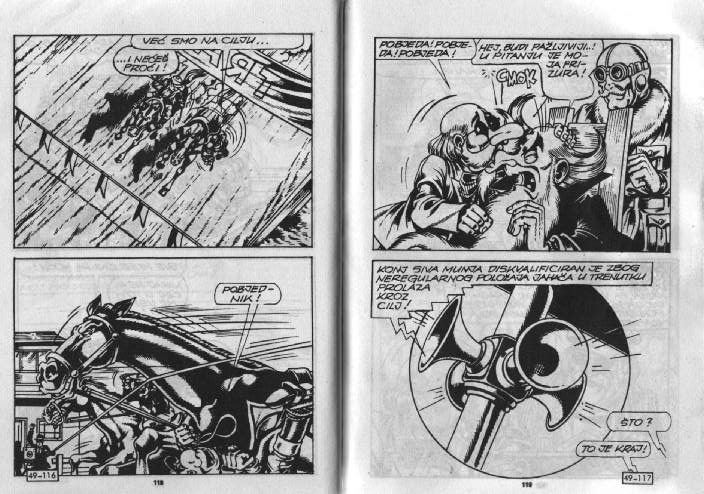 VEĆ SMO NA CILJU...
...I NEĆEŠ
PROĆI!
POBJED-
NIK!
49-116
118
POBJEDA! POBJE-
DA! POBJEDA!
HEJ, BUDI PAŽLJIVIJI..!
U PITANJU JE MO-
JA FRI-
ZURA!
CMOK
KONJ SIVA MUNJA DISKVALIFICIRAN JE ZBOG
NEREGULARNOG POLOŽAJA JAHAČA U TRENUTKU
PROLAZA
KROZ
CILJ!
ŠTO?
TO JE KRAJ!
49-117
119